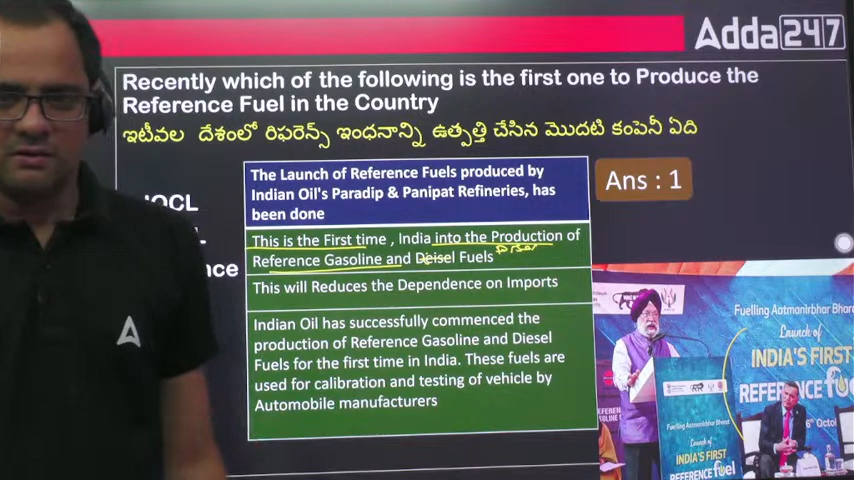 Adda247
Recently which of the following is the first one to Produce the
Reference Fuel in the Country
ఇటీవల దేశంలో రిఫరెన్స్ ఇంధనాన్ని ఉత్పత్తి చేసిన మొదటి కంపెనీ ఏది
IOCL
L
nce
The Launch of Reference Fuels produced by
Indian Oil's Paradip & Panipat Refineries, has
been done
This is the First time , India into the Production of
Reference Gasoline and Deisel Fuels
This will Reduces the Dependence on Imports
Indian Oil has successfully commenced the
production of Reference Gasoline and Diesel
Fuels for the first time in India. These fuels are
used for calibration and testing of vehicle by
Automobile manufacturers
Ans : 1
Fuelling Aatmanirbhar Bhara
Launch of
INDIA'S FIRST
REFERENCE fuel
6th Octo
Fuelling Aatmanirbhar Bharat
Launch of
INDIA'S FIRST
REFERENCE fuel